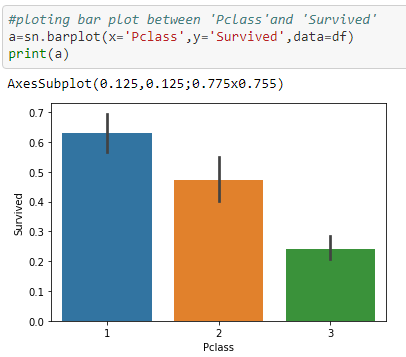 #ploting bar plot between 'Pclass'and 'Survived'
a=sn.barplot(x='Pclass',y='Survived',data=df)
print(a)
AxesSubplot(0.125,0.125;0.775x0.755)
0.7
0.6
0.5
0.4
0.3
0.2
0.1
0.0
Survived
1 2 3
Pclass